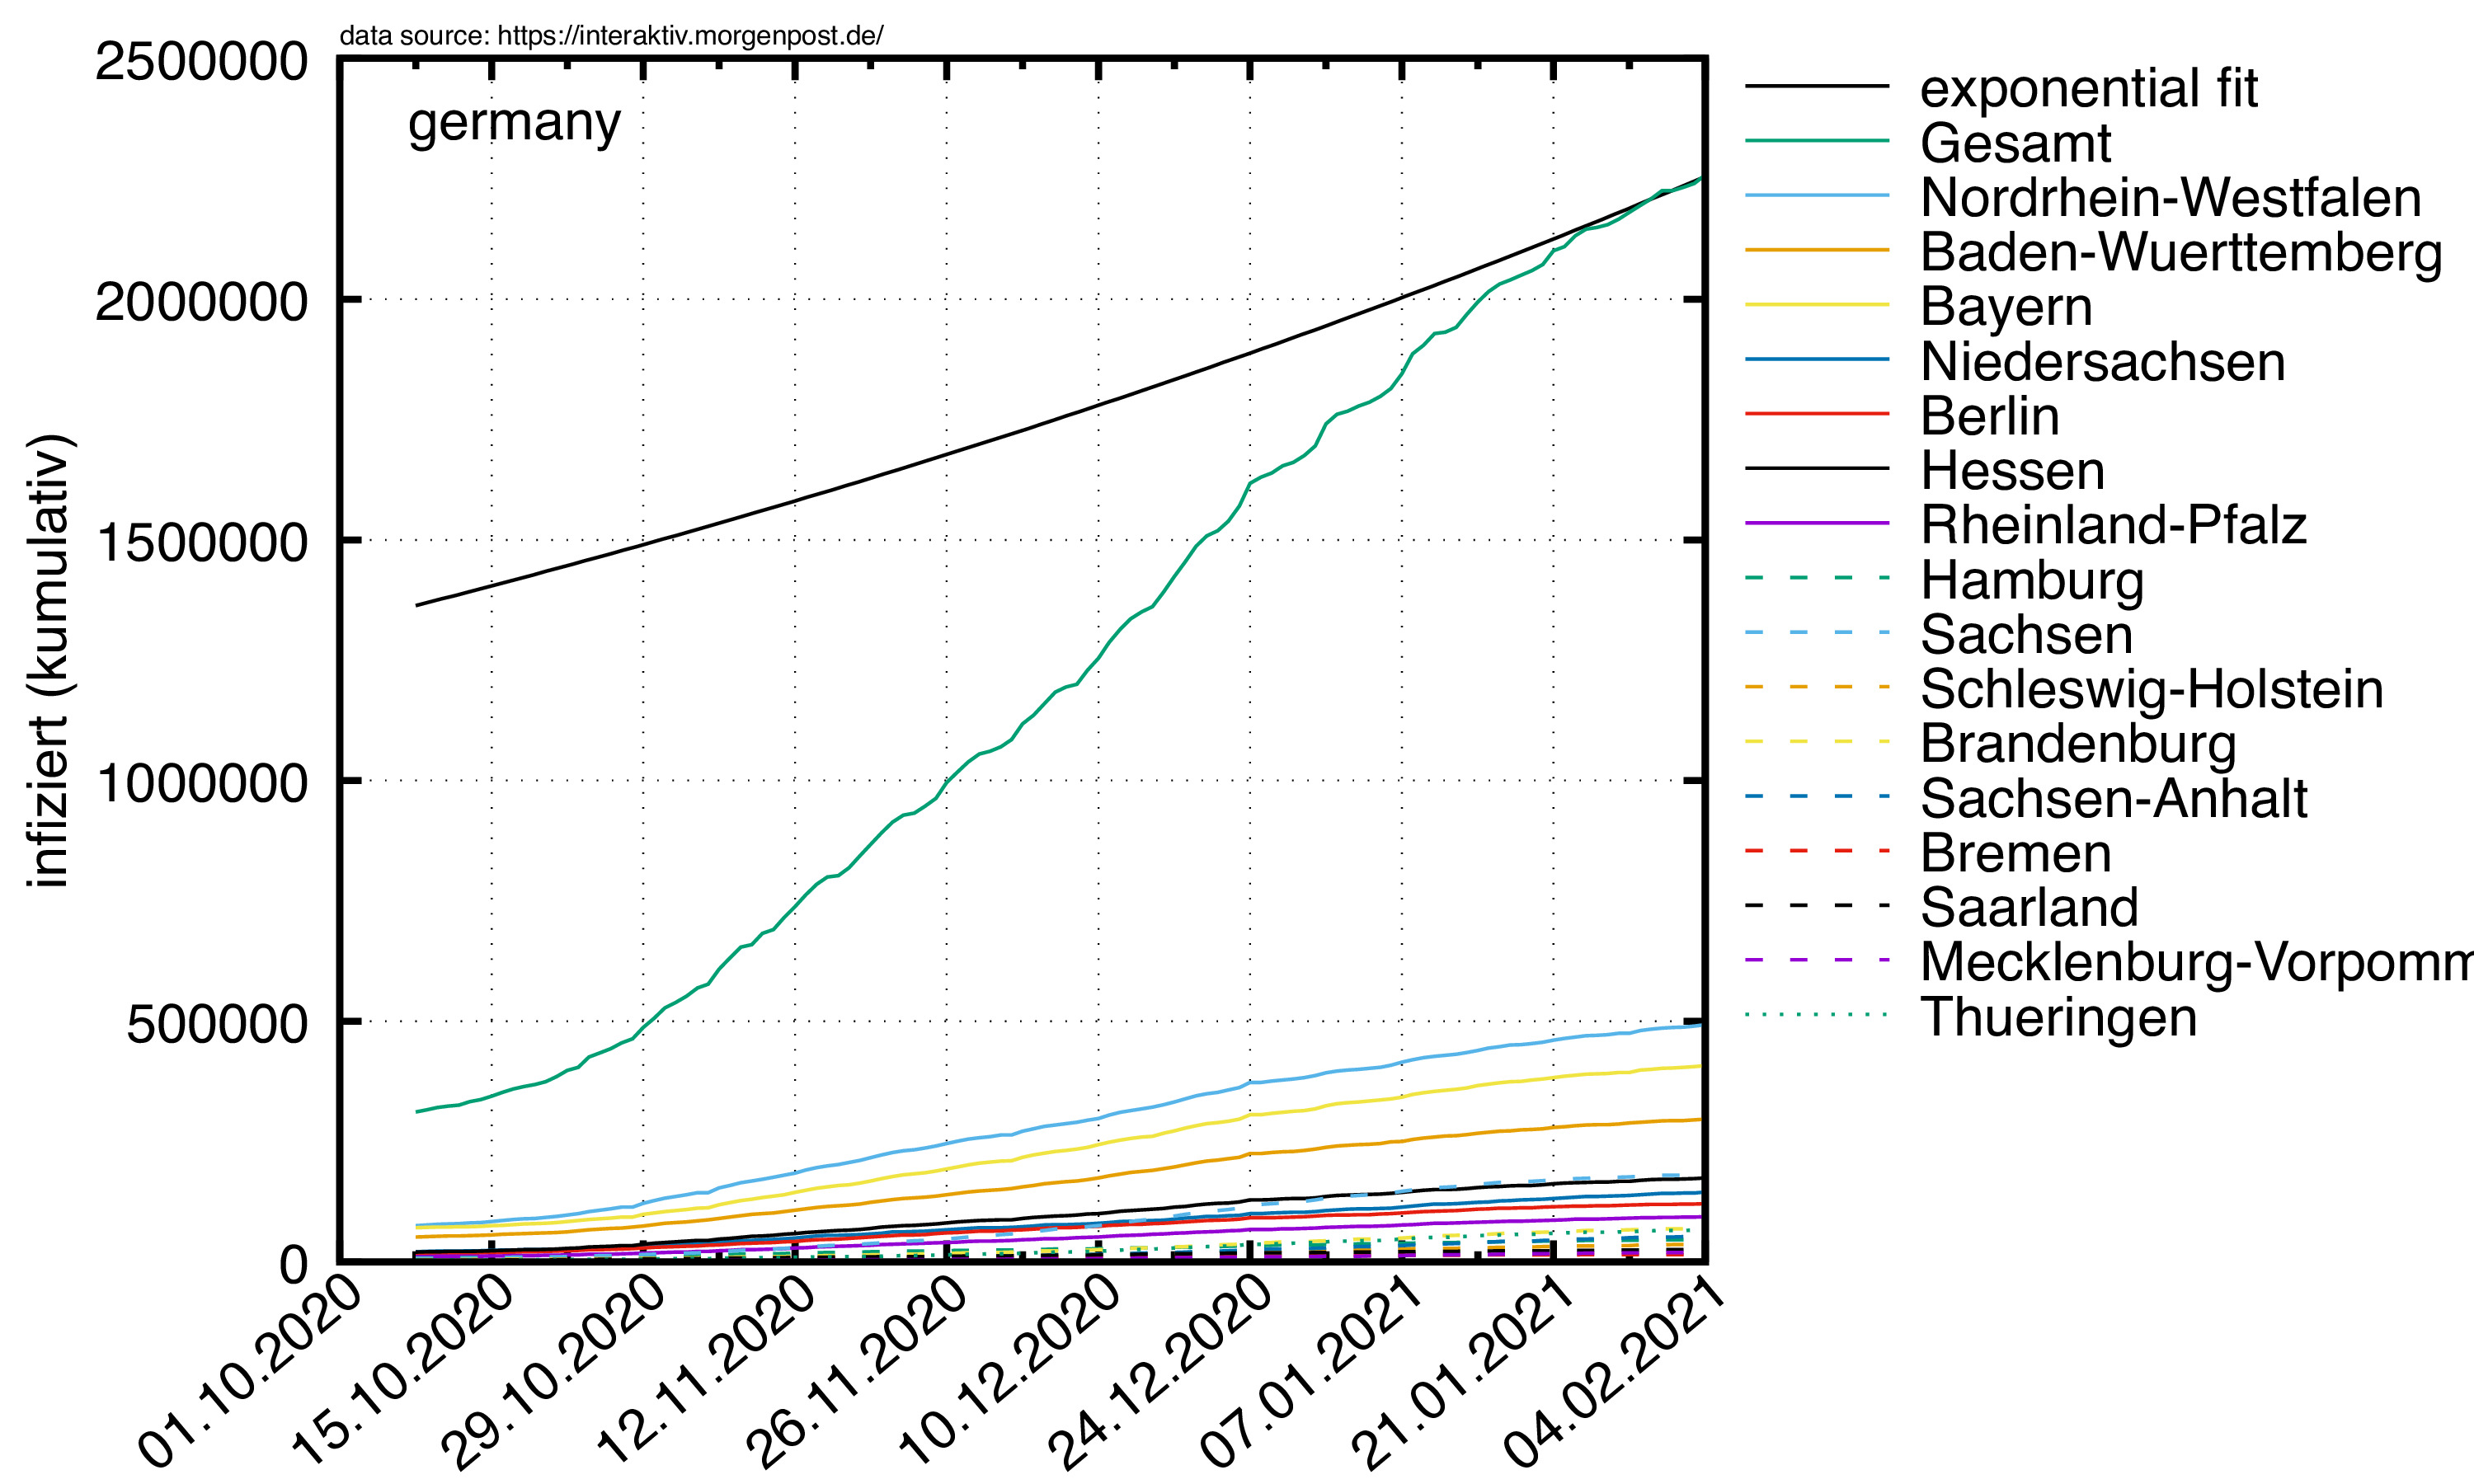 data source: https://interaktiv.morgenpost.de/
germany
infiziert (kumulativ)
2500000
2000000
1500000
1000000
500000
0
01.10.2020
15.10.2020
29.10.2020
12.11.2020
26.11.2020
10.12.2020
24.12.2020
07.01.2021
21.01.2021
04.02.2021
exponential fit
Gesamt
Nordrhein-Westfalen
Baden-Wuerttemberg
Bayern
Niedersachsen
Berlin
Hessen
Rheinland-Pfalz
Hamburg
Sachsen
Schleswig-Holstein
Brandenburg
Sachsen-Anhalt
Bremen
Saarland
Mecklenburg-Vorpomm
Thueringen